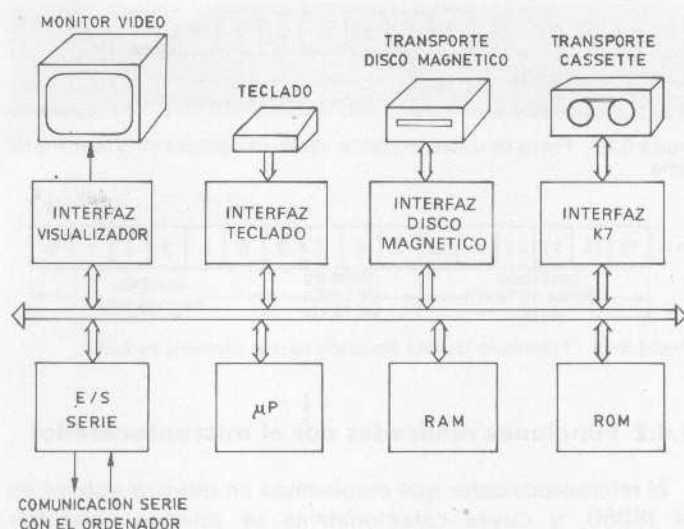 MONITOR VIDEO
TECLADO
TRANSPORTE
DISCO MAGNETICO
TRANSPORTE
CASSETTE
INTERFAZ
VISUALIZADOR
INTERFAZ
TECLADO
INTERFAZ
DISCO
MAGNETICO
INTERFAZ
K7
E/S
SERIE
µP
RAM
ROM
COMUNICACION SERIE
CON EL ORDENADOR